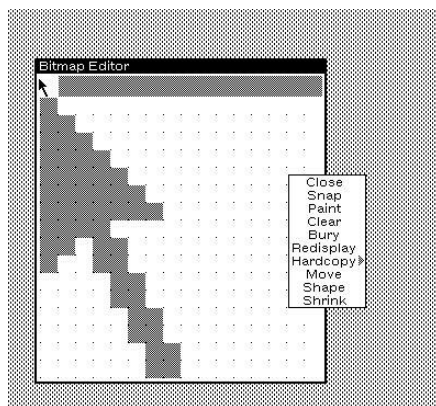 Bitmap Editor
Close
Snap
Paint
Clear
Bury
Redisplay
Hardcopy
Move
Shape
Shrink